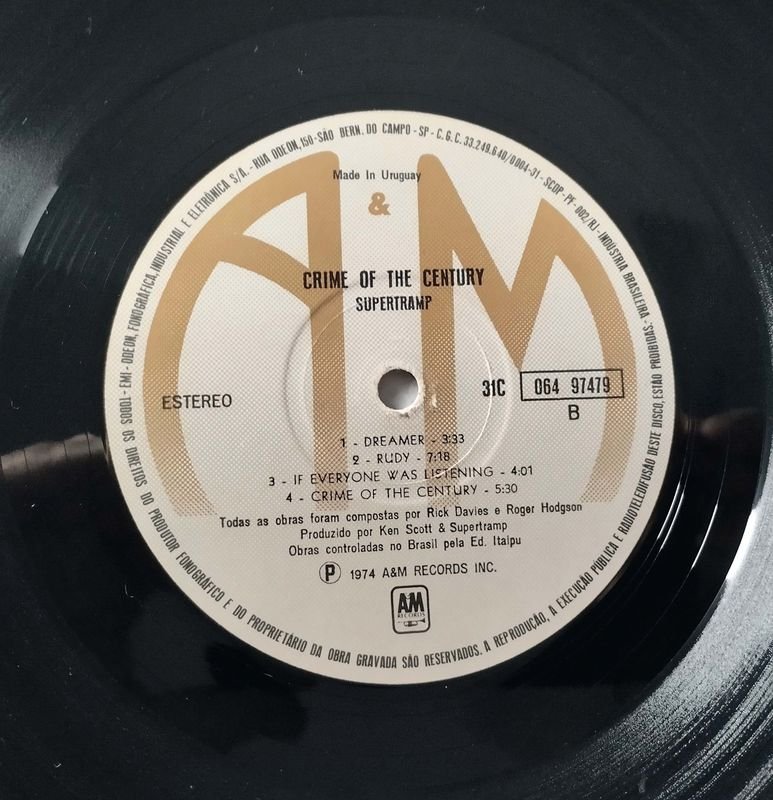 Made In Uruguay
A & M
CRIME OF THE CENTURY
SUPERTRAMP
ESTEREO
31C 064 97479
B
1 - DREAMER - 3:33
2 - RUDY - 7:18
3 - IF EVERYONE WAS LISTENING - 4:01
4 - CRIME OF THE CENTURY - 5:30
Todas as obras foram compostas por Rick Davies e Roger Hodgson
Produzido por Ken Scott & Supertramp
Obras controladas no Brasil pela Ed. Itaipu
Ⓟ 1974 A&M RECORDS INC.
AM
RECORDS
TODOS OS DIREITOS DO PRODUTOR FONOGRÁFICO E DO PROPRIETÁRIO DA OBRA GRAVADA SÃO RESERVADOS. A REPRODUÇÃO, A EXECUÇÃO PÚBLICA E RADIOTELEDIFUSÃO DESTE DISCO, ESTÃO PROIBIDAS.-
EMI - ODEON, FONOGRÁFICA, INDUSTRIAL E ELETRÔNICA S/A. - RUA ODEON, 150 - SÃO BERN. DO CAMPO - SP - C.G.C. 33.249.640/0004-31 - SCDP - PF - 002/RJ - INDÚSTRIA BRASILEIRA -